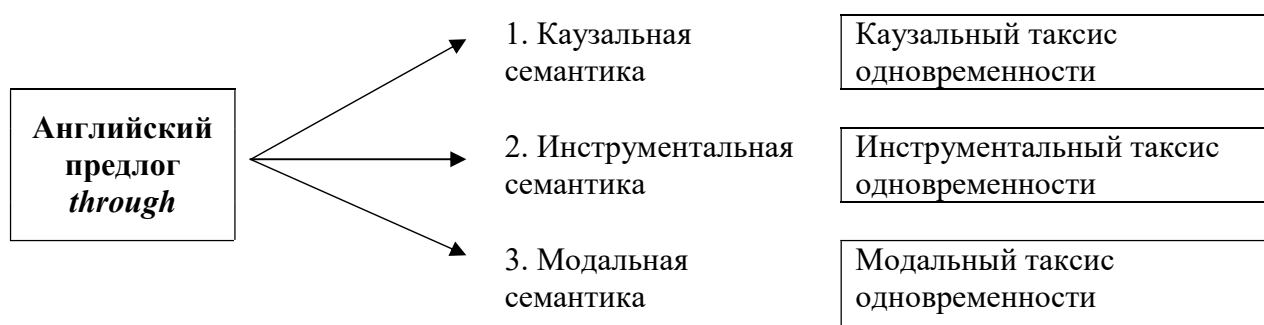 Английский
предлог
through
1. Каузальная
семантика
Каузальный таксис
одновременности
2. Инструментальная
семантика
Инструментальный таксис
одновременности
3. Модальная
семантика
Модальный таксис
одновременности